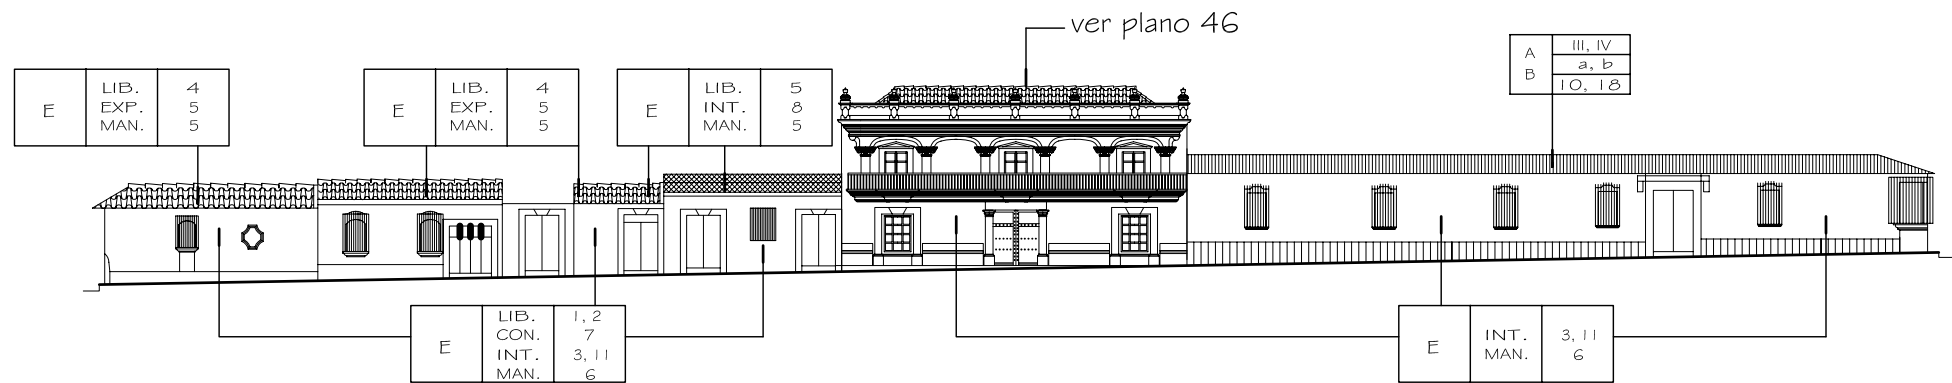 ver plano 46
A III, IV
a, b
B 10, 18
E LIB. 4
EXP. 5
MAN. 5
E LIB. 4
EXP. 5
MAN. 5
E LIB. 5
INT. 8
MAN. 5
E LIB. 1, 2
CON. 7
INT. 3, 11
MAN. 6
E INT. 3, 11
MAN. 6